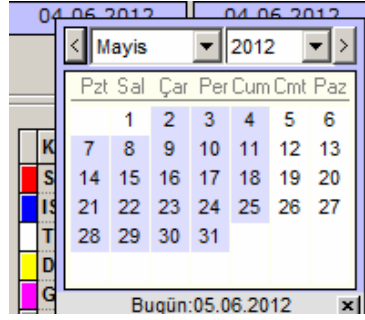 04.06.2012 04.06.2012
< Mayis 2012 >
Pzt Sal Çar Per Cum Cmt Paz
1 2 3 4 5 6
K 7 8 9 10 11 12 13
S 14 15 16 17 18 19 20
IS 21 22 23 24 25 26 27
T 28 29 30 31
D
G Bugün:05.06.2012 x